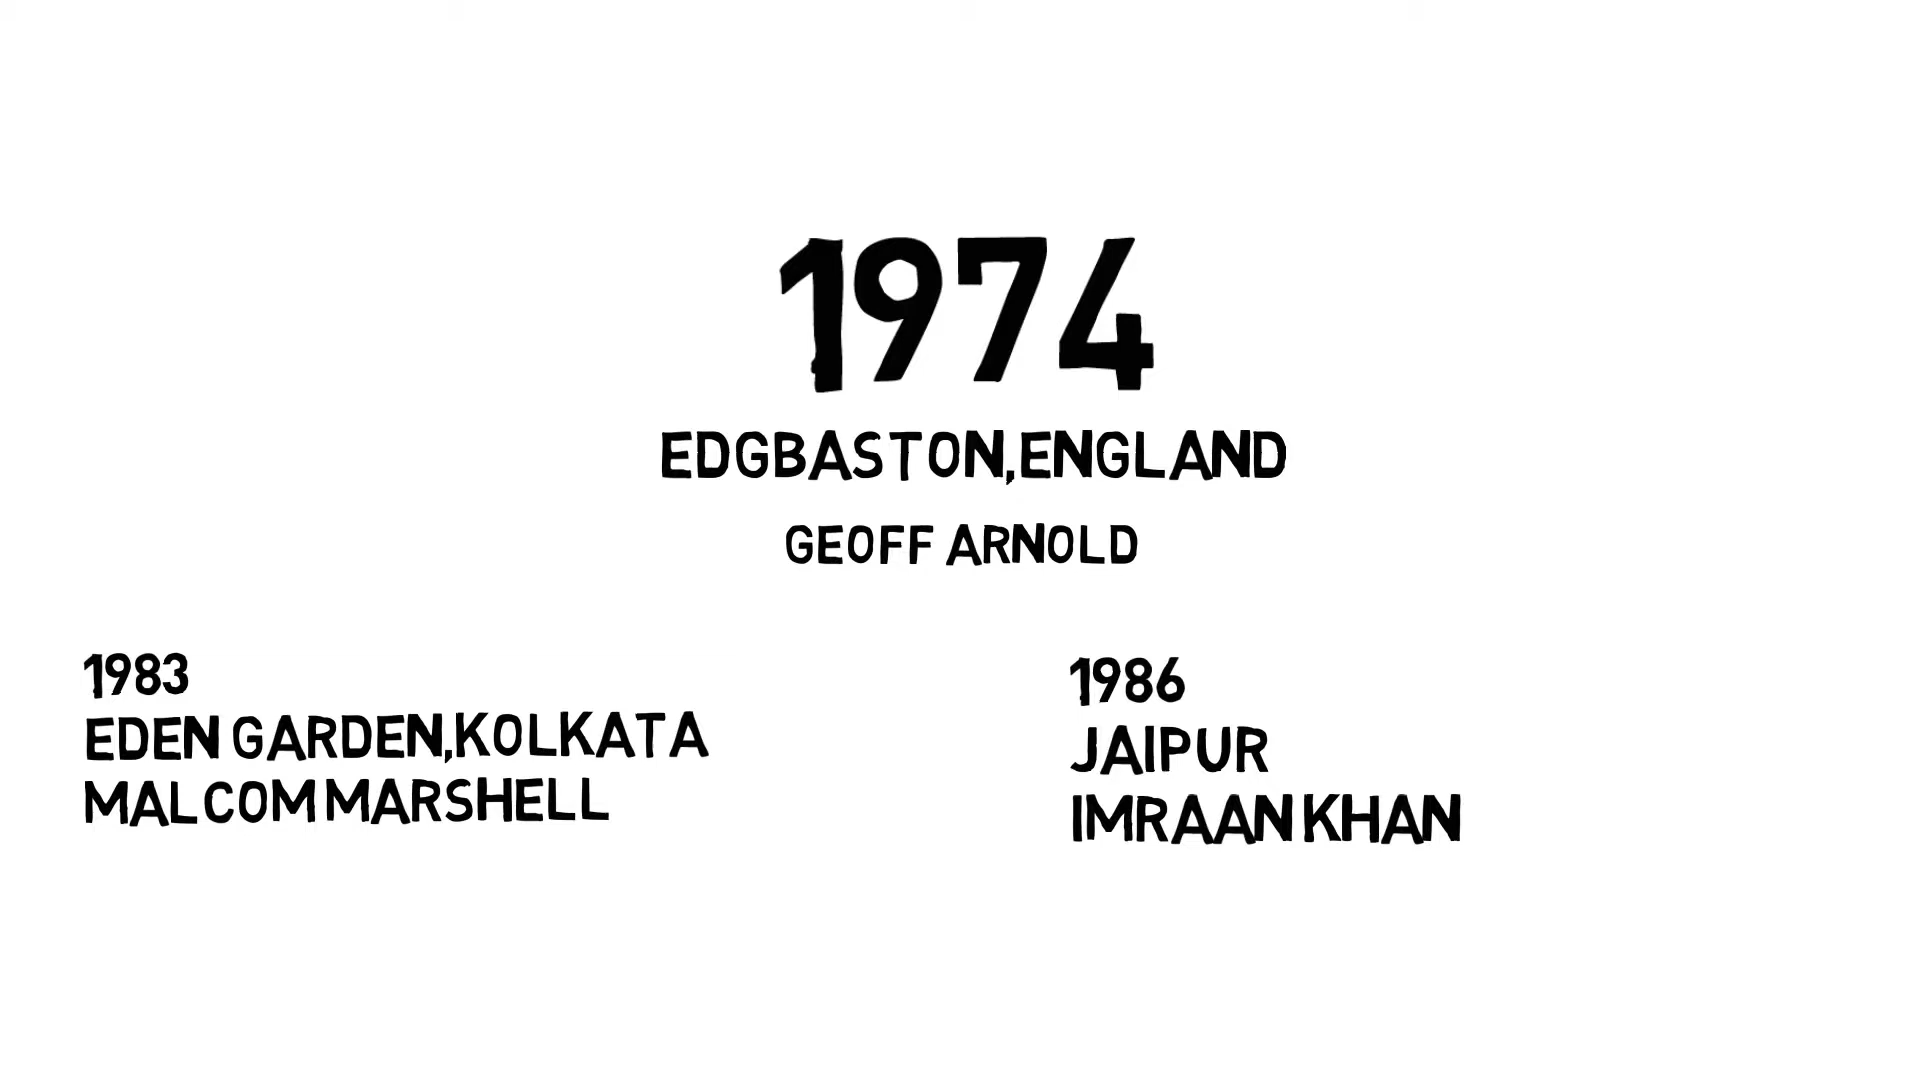 1974
EDGBASTON,ENGLAND
GEOFF ARNOLD
1983
EDEN GARDEN,KOLKATA
MALCOM MARSHELL
1986
JAIPUR
IMRAAN KHAN